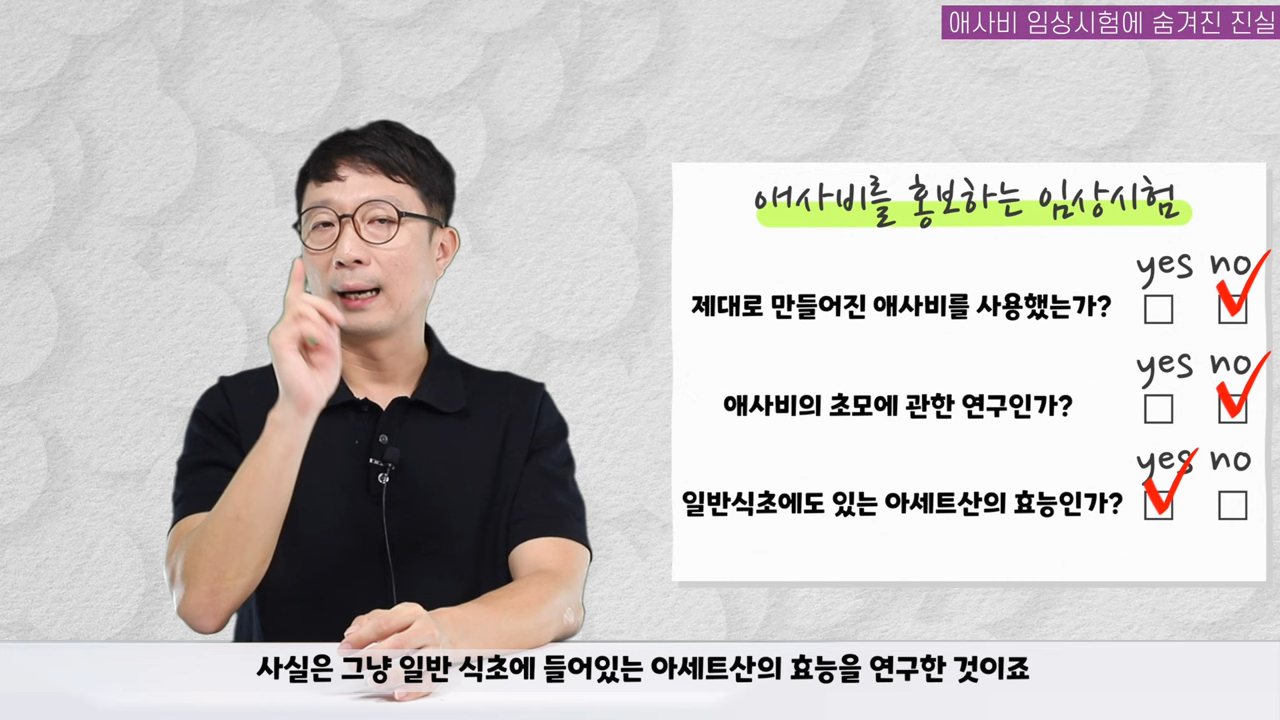 애사비 임상시험에 숨겨진 진실
애사비를 홍보하는 임상시험
yes no
제대로 만들어진 애사비를 사용했는가?
yes no
애사비의 초모에 관한 연구인가?
yes no
일반식초에도 있는 아세트산의 효능인가?
사실은 그냥 일반 식초에 들어있는 아세트산의 효능을 연구한 것이죠